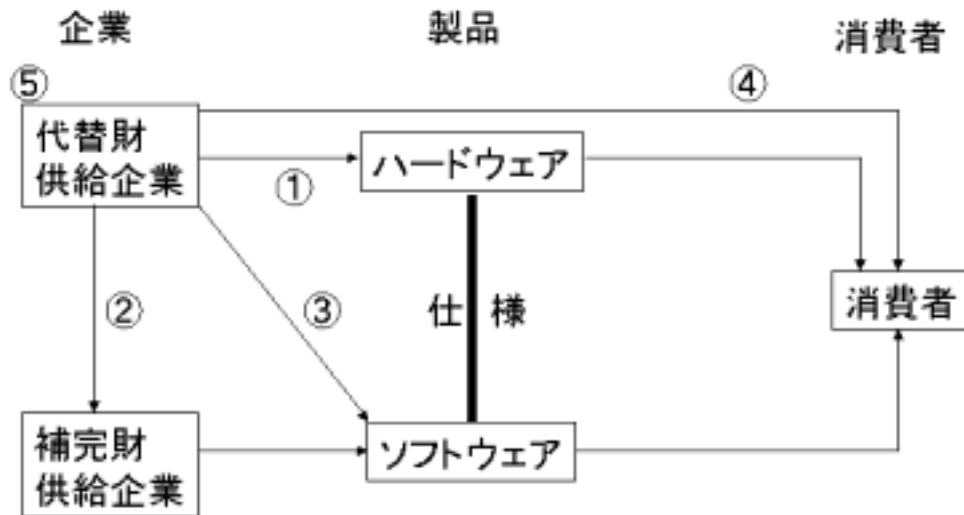 企業
製品
消費者
⑤
④
代替財
供給企業
①
ハードウェア
②
③
仕様
消費者
補完財
供給企業
ソフトウェア